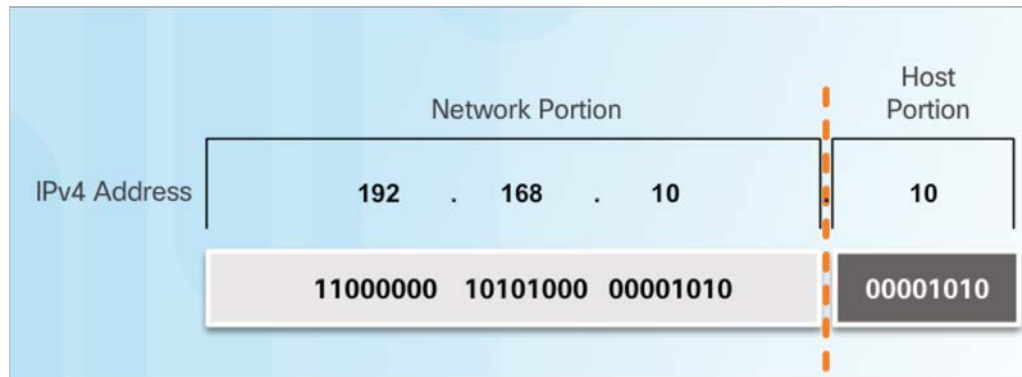 Network Portion
Host
Portion
IPv4 Address
192 . 168 . 10 . 10
11000000 10101000 00001010 00001010